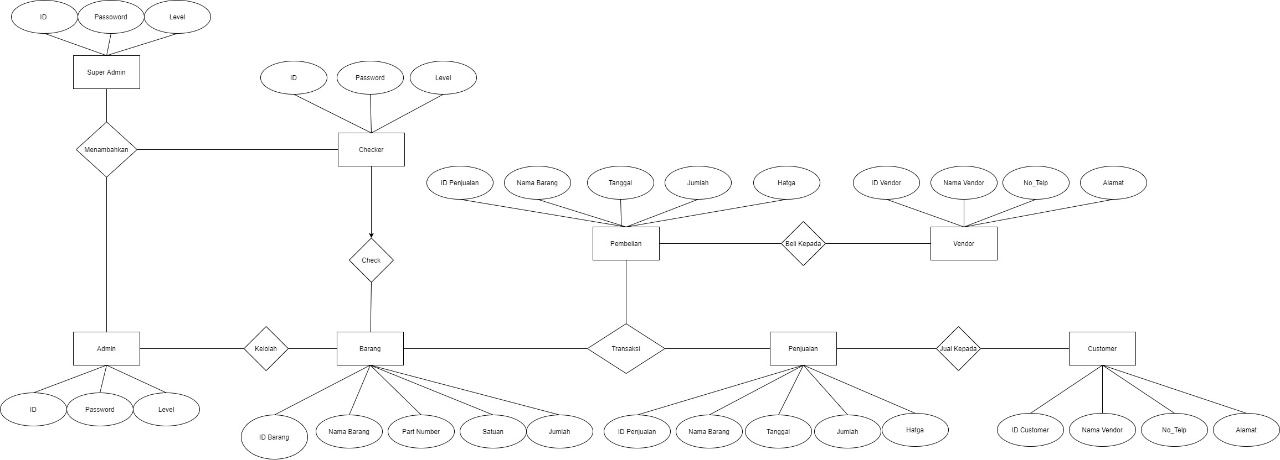 ID
Passoword
Level
Super Admin
ID
Password
Level
Menambahkan
Checker
ID Penjualan
Nama Barang
Tanggal
Jumlah
Hatga
ID Vendor
Nama Vendor
No_Telp
Alamat
Pembelian
Beli Kepada
Vendor
Check
Admin
Kelolah
Barang
Transaksi
Penjualan
Jual Kepada
Customer
ID
Password
Level
ID Barang
Nama Barang
Part Number
Satuan
Jumlah
ID Penjualan
Nama Barang
Tanggal
Jumlah
Hatga
ID Customer
Nama Vendor
No_Telp
Alamat